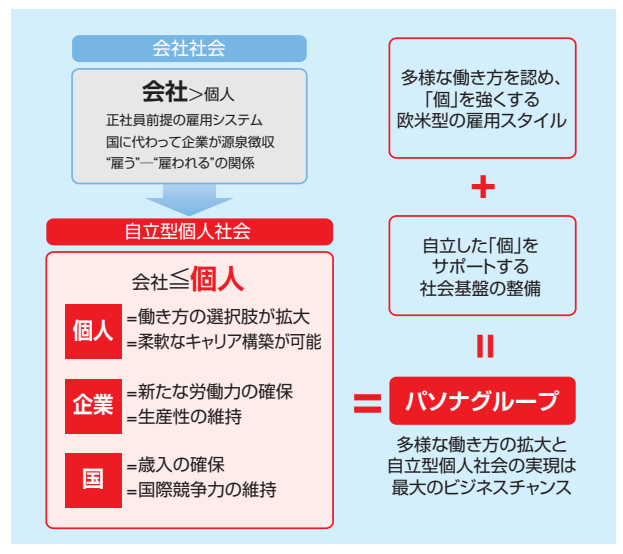 会社社会
会社>個人
正社員前提の雇用システム
国に代わって企業が源泉徴収
“雇う”―“雇われる”の関係
自立型個人社会
会社≦個人
個人
=働き方の選択肢が拡大
=柔軟なキャリア構築が可能
企業
=新たな労働力の確保
=生産性の維持
国
=歳入の確保
=国際競争力の維持
多様な働き方を認め、
「個」を強くする
欧米型の雇用スタイル
+
自立した「個」を
サポートする
社会基盤の整備
=
=
パソナグループ
多様な働き方の拡大と
自立型個人社会の実現は
最大のビジネスチャンス